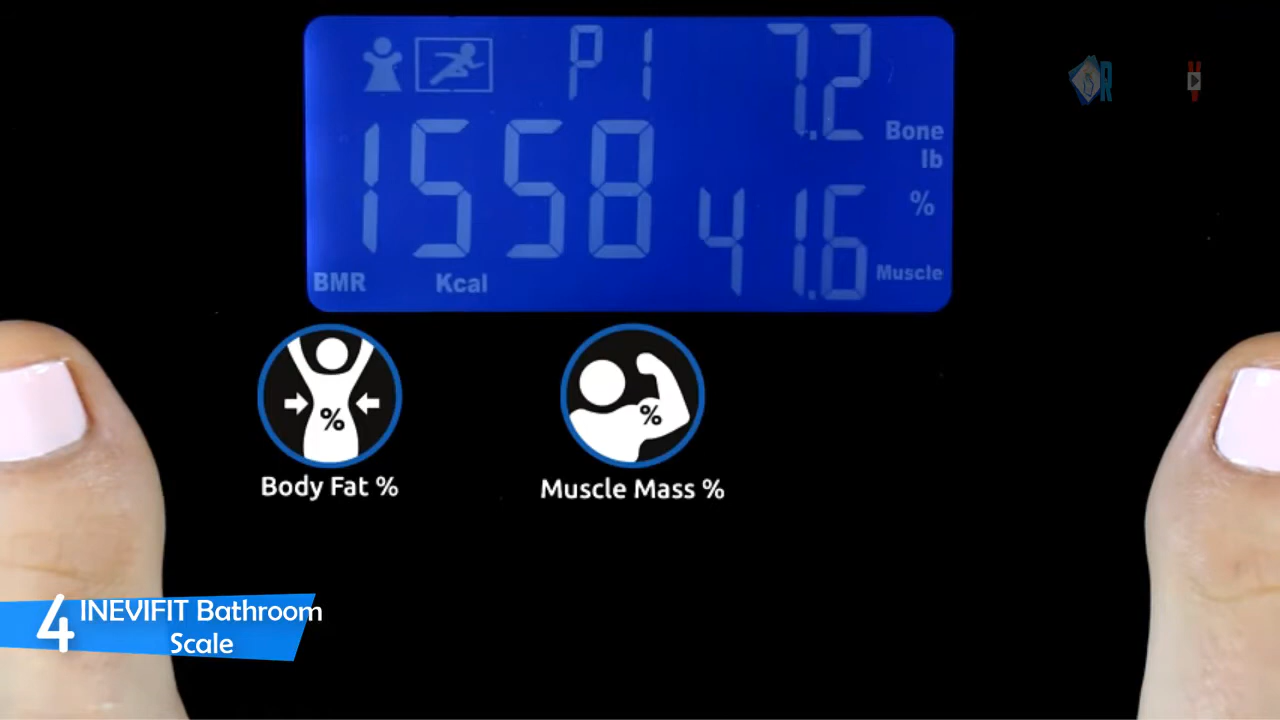 P1
7.2
Bone
lb
1558
%
41.6
Muscle
BMR
Kcal
%
%
Body Fat %
Muscle Mass %
4
INEVIFIT Bathroom
Scale
R